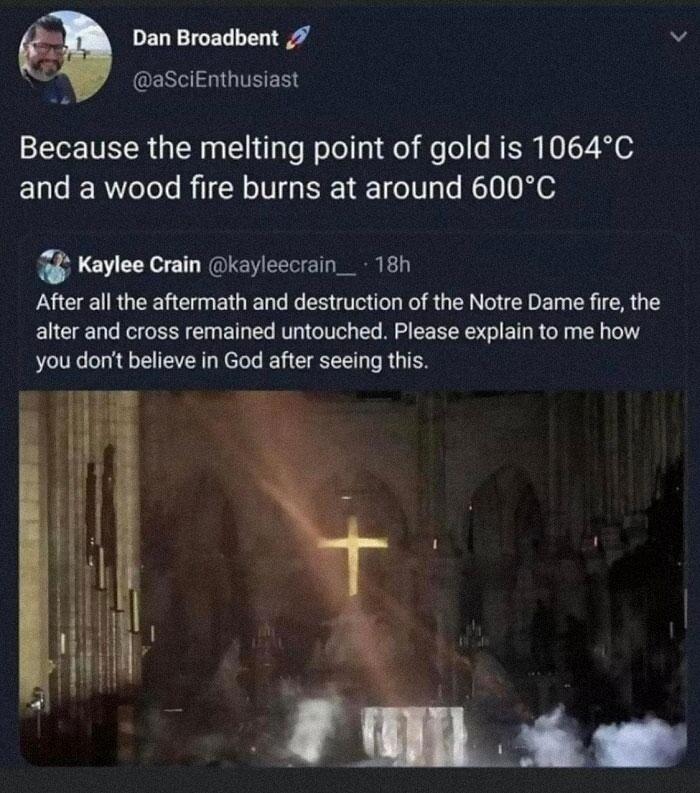 Dan Broadbent 🚀
@aSciEnthusiast
Because the melting point of gold is 1064°C
and a wood fire burns at around 600°C
Kaylee Crain @kayleecrain__ · 18h
After all the aftermath and destruction of the Notre Dame fire, the
alter and cross remained untouched. Please explain to me how
you don't believe in God after seeing this.